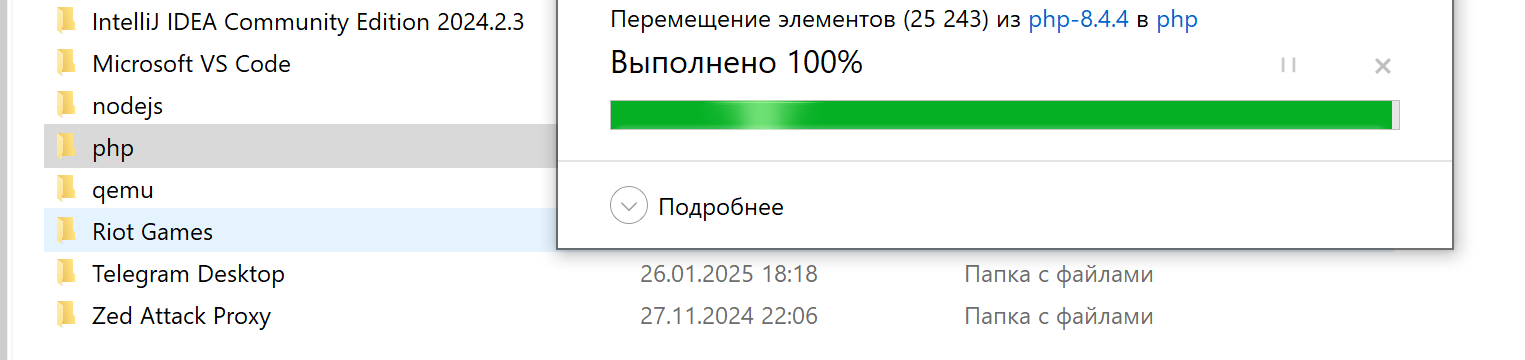 IntelliJ IDEA Community Edition 2024.2.3
Microsoft VS Code
nodejs
php
qemu
Riot Games
Telegram Desktop 26.01.2025 18:18 Папка с файлами
Zed Attack Proxy 27.11.2024 22:06 Папка с файлами
Перемещение элементов (25 243) из php-8.4.4 в php
Выполнено 100%
Подробнее